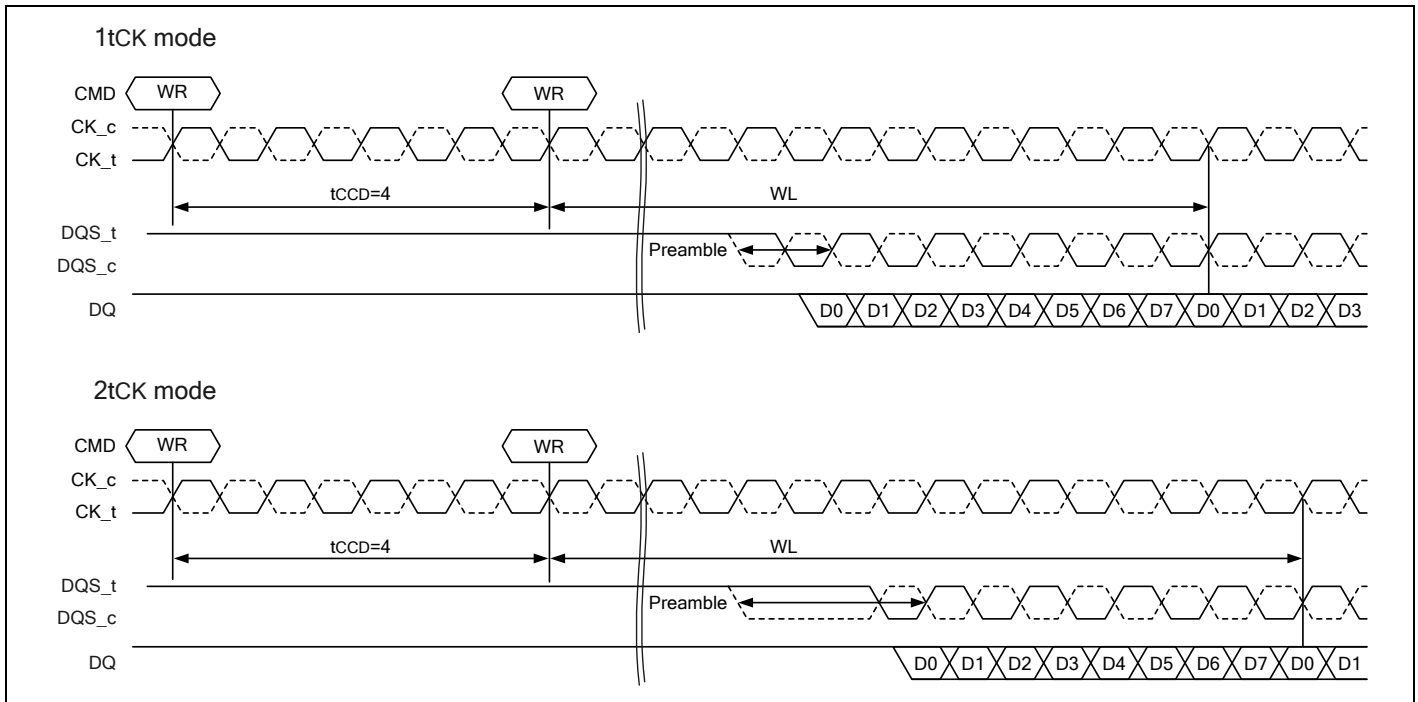 1tCK mode
CMD WR WR
CK_c
CK_t
tCCD=4 WL
DQS_t
Preamble
DQS_c
DQ D0 D1 D2 D3 D4 D5 D6 D7 D0 D1 D2 D3
2tCK mode
CMD WR WR
CK_c
CK_t
tCCD=4 WL
DQS_t
Preamble
DQS_c
DQ D0 D1 D2 D3 D4 D5 D6 D7 D0 D1